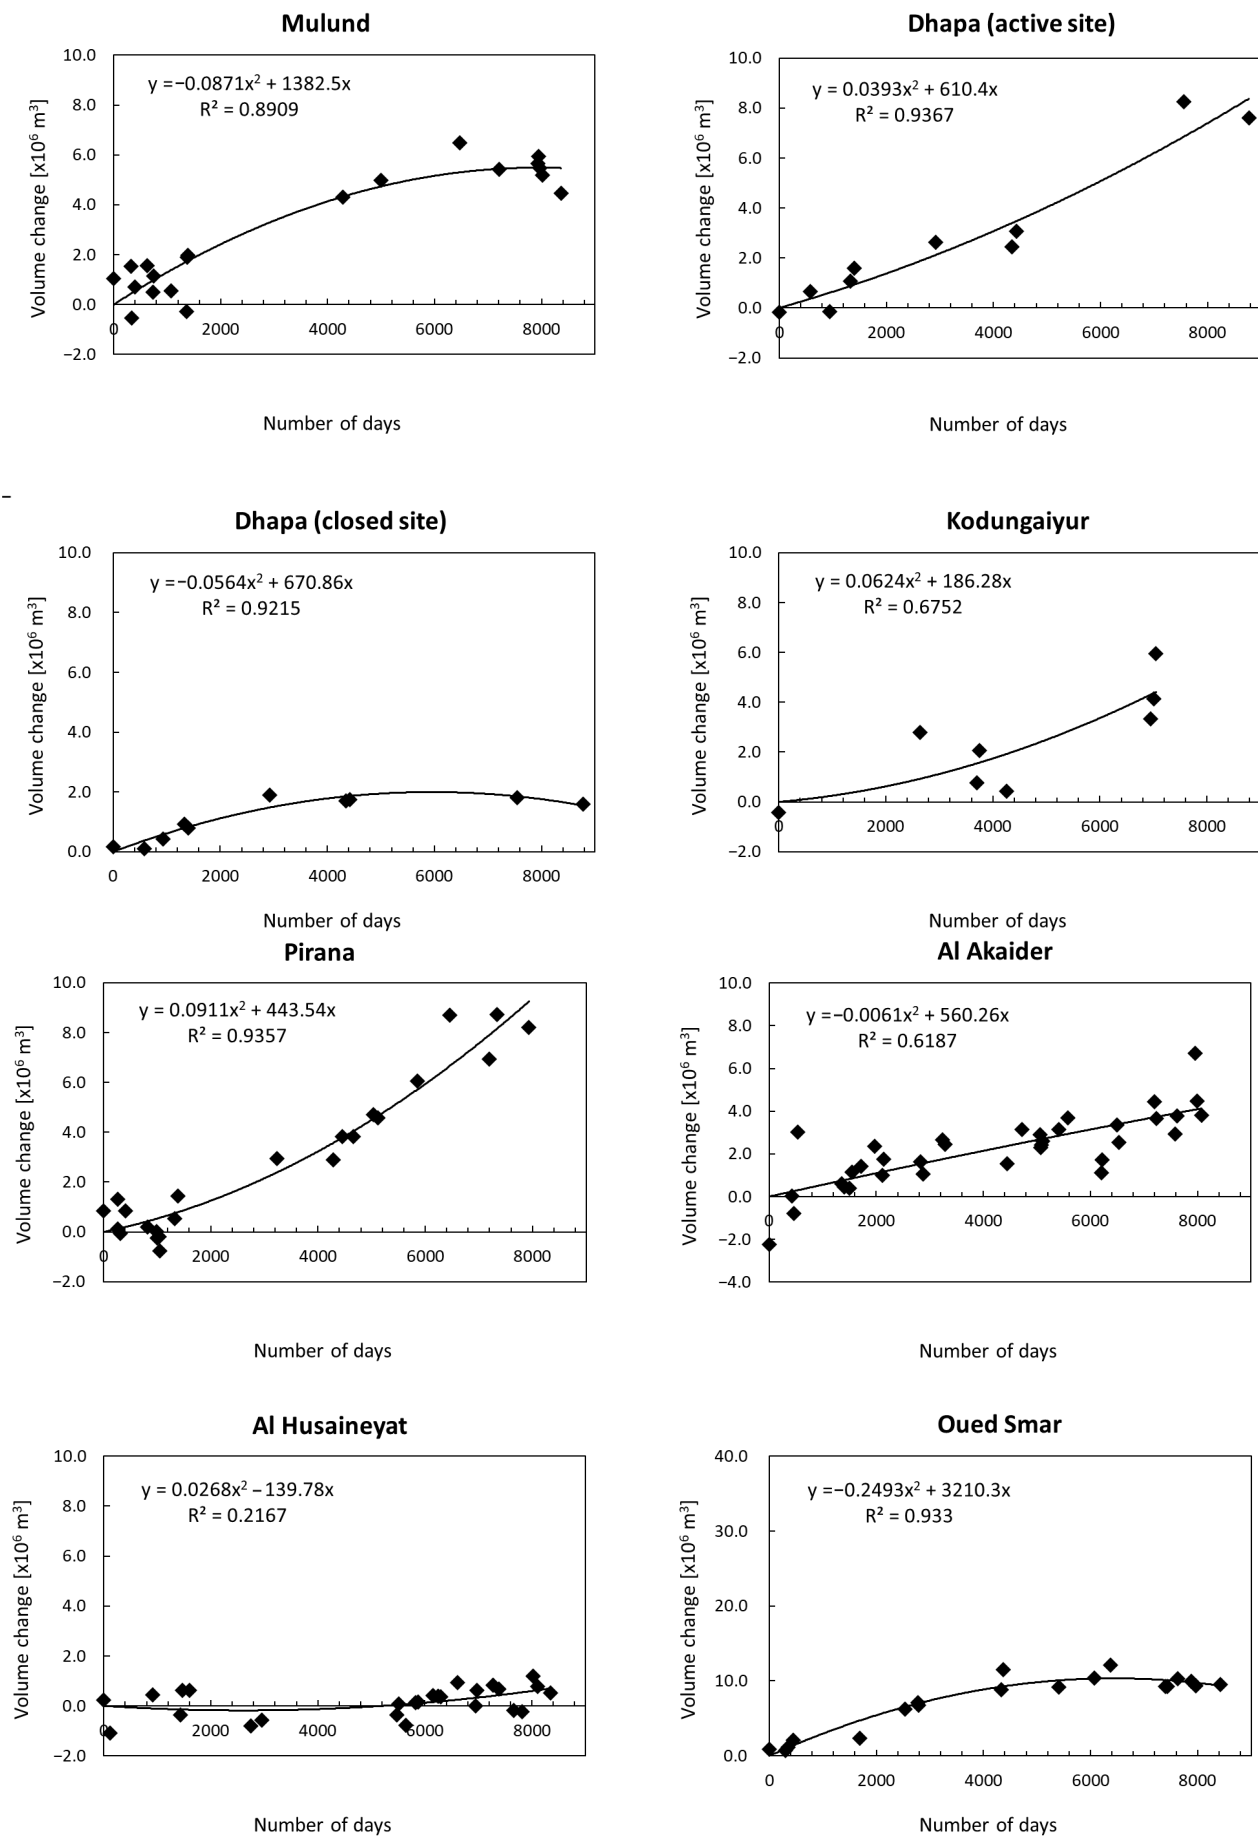 Mulund
10.0
8.0
6.0
4.0
2.0
0.0
−2.0
y =−0.0871x² + 1382.5x
R² = 0.8909
0 2000 4000 6000 8000
Volume change [x10⁶ m³]
Number of days
Dhapa (active site)
10.0
8.0
6.0
4.0
2.0
0.0
−2.0
y = 0.0393x² + 610.4x
R² = 0.9367
0 2000 4000 6000 8000
Volume change [x10⁶ m³]
Number of days
Dhapa (closed site)
10.0
8.0
6.0
4.0
2.0
0.0
y =−0.0564x² + 670.86x
R² = 0.9215
0 2000 4000 6000 8000
Volume change [x10⁶ m³]
Number of days
Kodungaiyur
10.0
8.0
6.0
4.0
2.0
0.0
−2.0
y = 0.0624x² + 186.28x
R² = 0.6752
0 2000 4000 6000 8000
Volume change [x10⁶ m³]
Number of days
Pirana
10.0
8.0
6.0
4.0
2.0
0.0
−2.0
y = 0.0911x² + 443.54x
R² = 0.9357
0 2000 4000 6000 8000
Volume change [x10⁶ m³]
Number of days
Al Akaider
10.0
8.0
6.0
4.0
2.0
0.0
−2.0
−4.0
y =−0.0061x² + 560.26x
R² = 0.6187
0 2000 4000 6000 8000
Volume change [x10⁶ m³]
Number of days
Al Husaineyat
10.0
8.0
6.0
4.0
2.0
0.0
−2.0
y = 0.0268x² −139.78x
R² = 0.2167
0 2000 4000 6000 8000
Volume change [x10⁶ m³]
Number of days
Oued Smar
40.0
30.0
20.0
10.0
0.0
y =−0.2493x² + 3210.3x
R² = 0.933
0 2000 4000 6000 8000
Volume change [x10⁶ m³]
Number of days